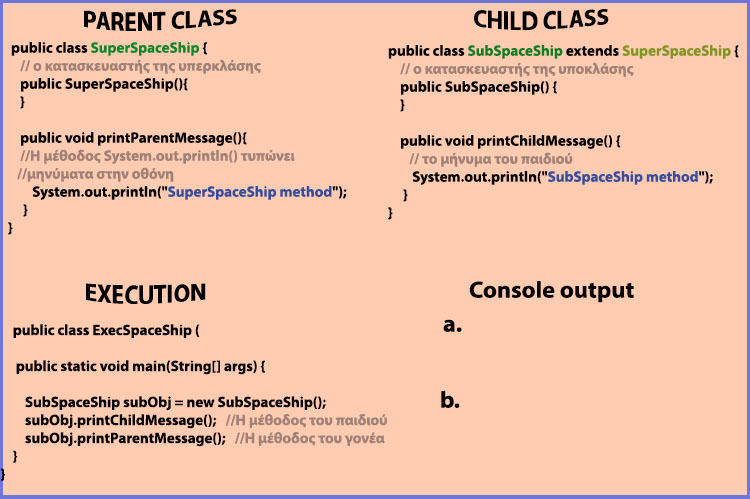 PARENT CLASS
public class SuperSpaceShip {
// ο κατασκευαστής της υπερκλάσης
public SuperSpaceShip(){
}
public void printParentMessage(){
//Η μέθοδος System.out.println() τυπώνει
//μηνύματα στην οθόνη
System.out.println("SuperSpaceShip method");
}
}
CHILD CLASS
public class SubSpaceShip extends SuperSpaceShip {
// ο κατασκευαστής της υποκλάσης
public SubSpaceShip() {
}
public void printChildMessage() {
// το μήνυμα του παιδιού
System.out.println("SubSpaceShip method");
}
}
EXECUTION
public class ExecSpaceShip {
public static void main(String[] args) {
SubSpaceShip subObj = new SubSpaceShip();
subObj.printChildMessage(); //Η μέθοδος του παιδιού
subObj.printParentMessage(); //Η μέθοδος του γονέα
}
}
Console output
a.
b.